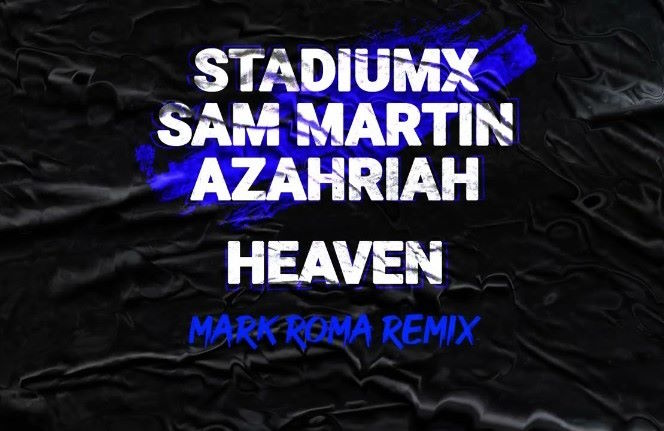 STADIUMX
SAM MARTIN
AZAHRIAH
HEAVEN
MARK ROMA REMIX